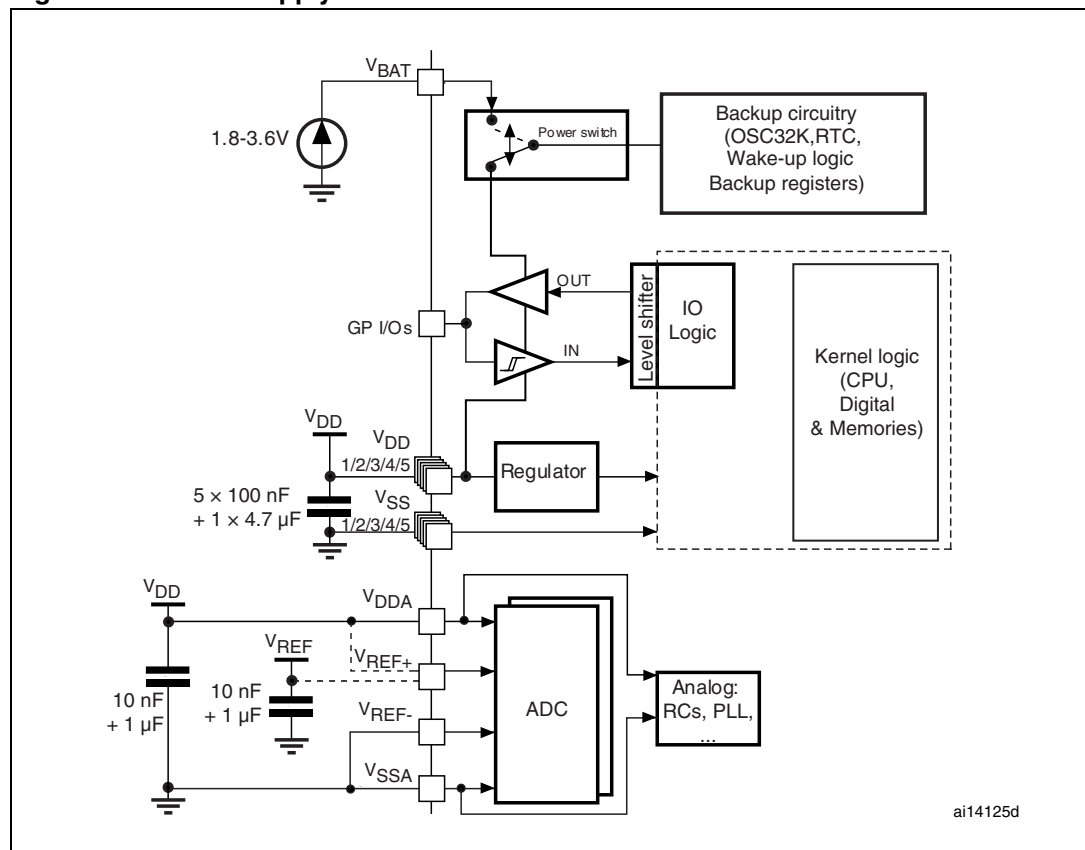 VBAT
1.8-3.6V
Power switch
Backup circuitry
(OSC32K,RTC,
Wake-up logic
Backup registers)
OUT
GP I/Os
IN
Level shifter
IO
Logic
Kernel logic
(CPU,
Digital
& Memories)
VDD
VDD
1/2/3/4/5
Regulator
5 × 100 nF
+ 1 × 4.7 µF
VSS
1/2/3/4/5
VDD
VDDA
VREF
VREF+
10 nF
+ 1 µF
10 nF
+ 1 µF
VREF-
ADC
Analog:
RCs, PLL,
...
VSSA
ai14125d